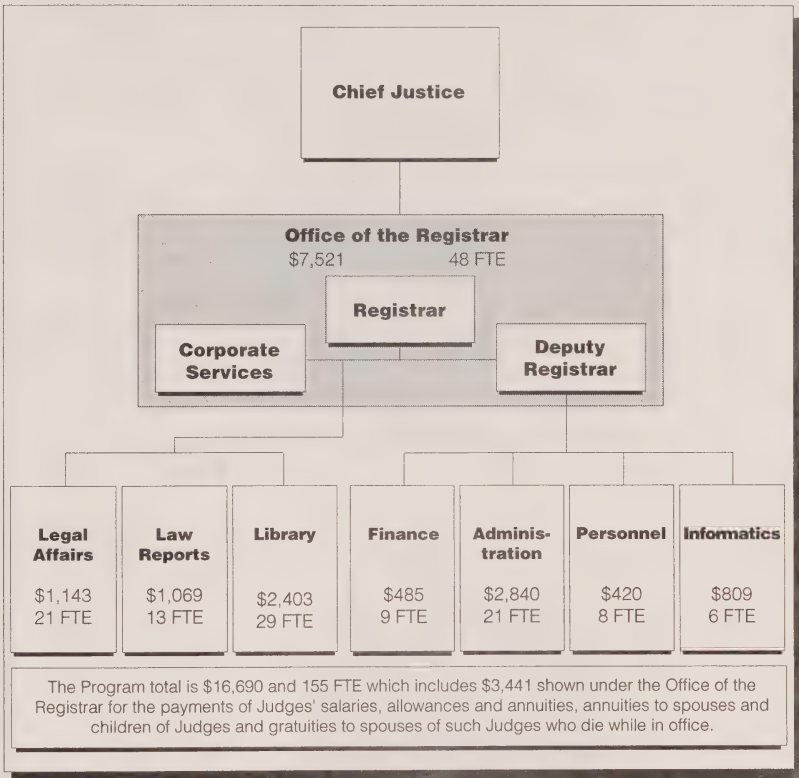 Chief Justice
Office of the Registrar
$7,521 48 FTE
Registrar
Corporate
Services
Deputy
Registrar
Legal
Affairs
$1,143
21 FTE
Law
Reports
$1,069
13 FTE
Library
$2,403
29 FTE
Finance
$485
9 FTE
Adminis-
tration
$2,840
21 FTE
Personnel
$420
8 FTE
Informatics
$809
6 FTE
The Program total is $16,690 and 155 FTE which includes $3,441 shown under the Office of the
Registrar for the payments of Judges' salaries, allowances and annuities, annuities to spouses and
children of Judges and gratuities to spouses of such Judges who die while in office.